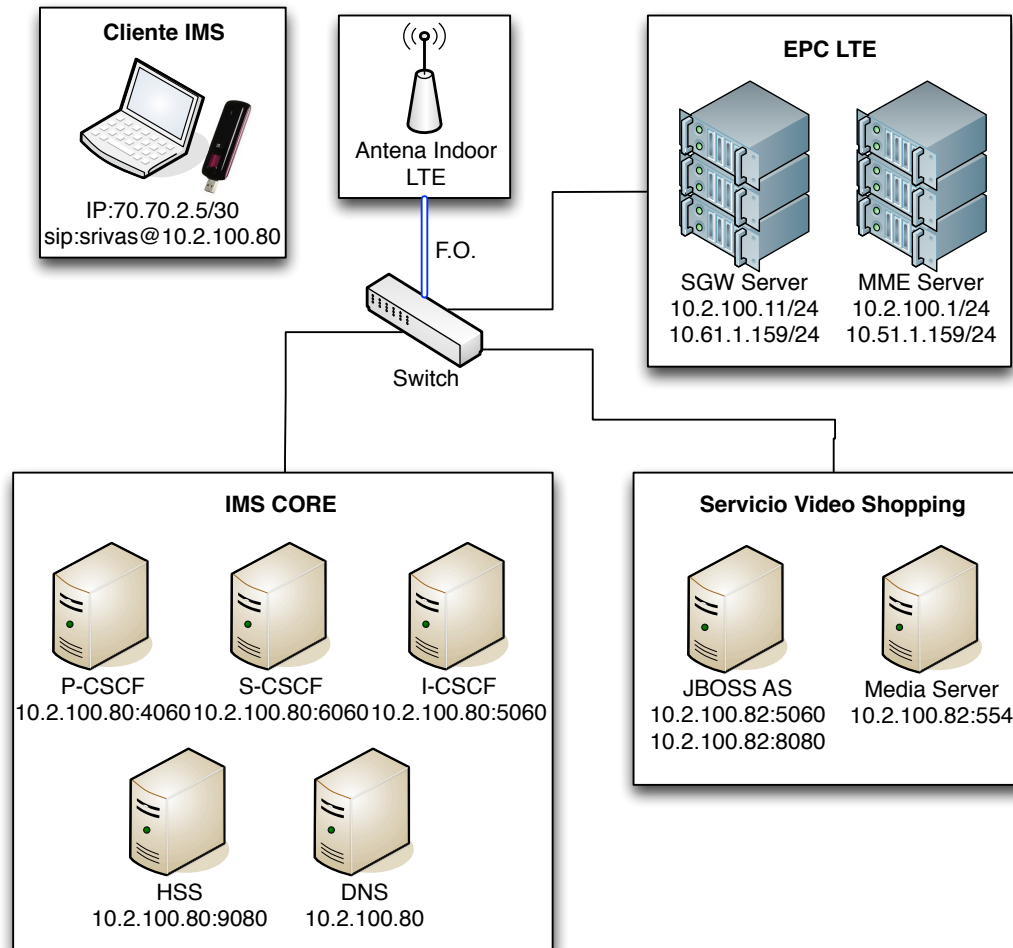 Cliente IMS
IP:70.70.2.5/30
sip:srivas@10.2.100.80
Antena Indoor
LTE
F.O.
Switch
EPC LTE
SGW Server
10.2.100.11/24
10.61.1.159/24
MME Server
10.2.100.1/24
10.51.1.159/24
IMS CORE
P-CSCF
10.2.100.80:4060
S-CSCF
10.2.100.80:6060
I-CSCF
10.2.100.80:5060
HSS
10.2.100.80:9080
DNS
10.2.100.80
Servicio Video Shopping
JBOSS AS
10.2.100.82:5060
10.2.100.82:8080
Media Server
10.2.100.82:554